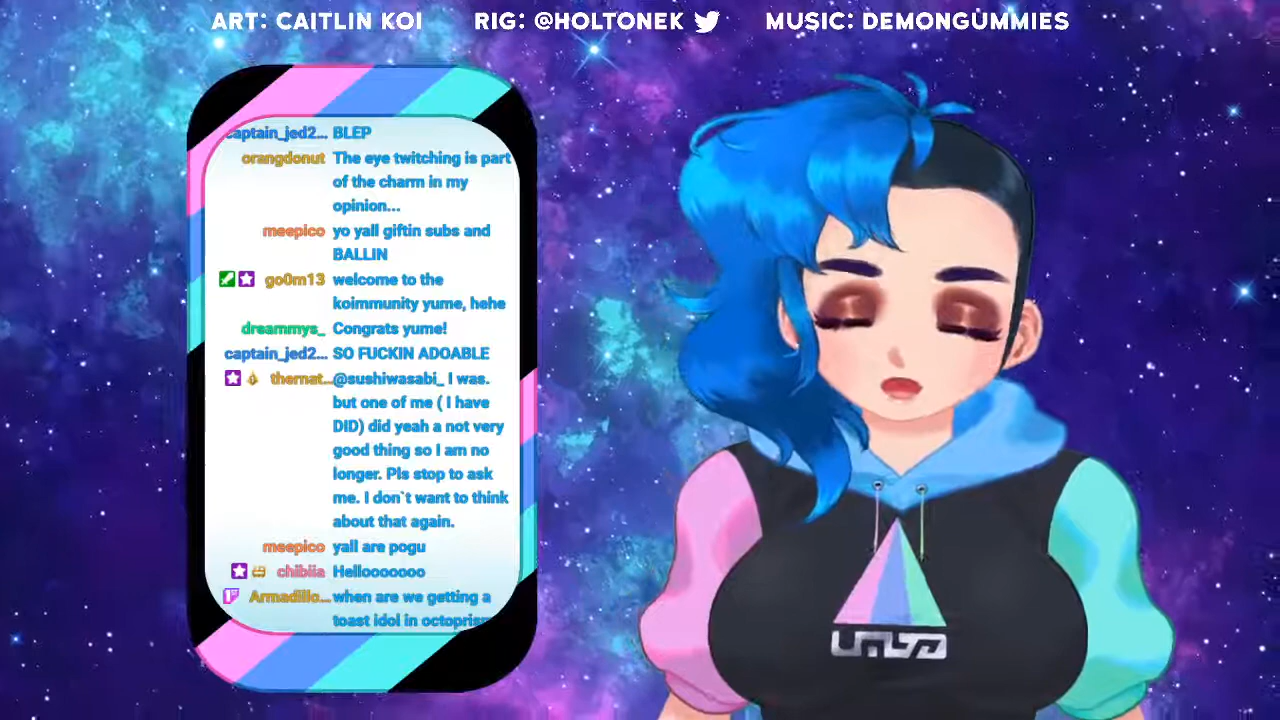 ART: CAITLIN KOI RIG: @HOLTONEK MUSIC: DEMONGUMMIES
captain_jed2... BLEP
orangdonut The eye twitching is part
of the charm in my
opinion...
meepico yo yall giftin subs and
BALLIN
go0m13 welcome to the
koimmunity yume, hehe
dreammys_ Congrats yume!
captain_jed2... SO FUCKIN ADOABLE
thernat... @sushiwasabi_ I was.
but one of me ( I have
DID) did yeah a not very
good thing so I am no
longer. Pls stop to ask
me. I don`t want to think
about that again.
meepico yall are pogu
chibiia Hellooooooo
Armadillo... when are we getting a
toast idol in octoprism